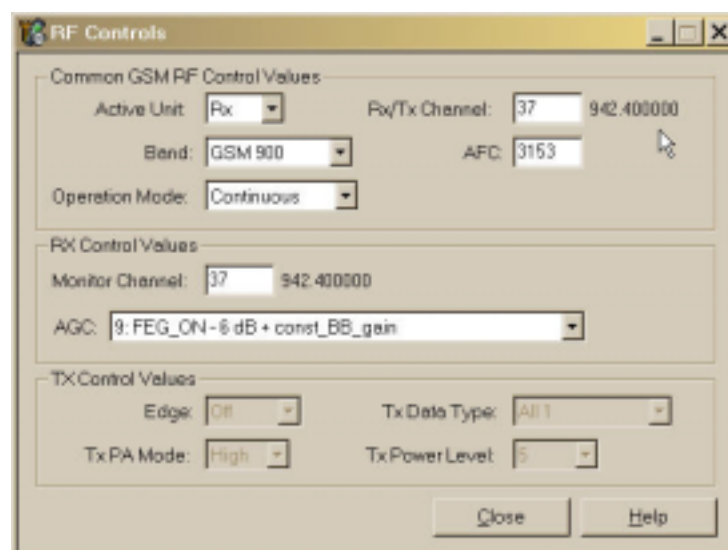 RF Controls
Common GSM RF Control Values
Active Unit: Rx Rx/Tx Channel: 37 942.400000
Band: GSM 900 AFC: 3153
Operation Mode: Continuous
RX Control Values
Monitor Channel: 37 942.400000
AGC: 9: FEG_ON - 6 dB + const_BB_gain
TX Control Values
Edge: Off Tx Data Type: All 1
Tx PA Mode: High Tx Power Level: 5
Close Help